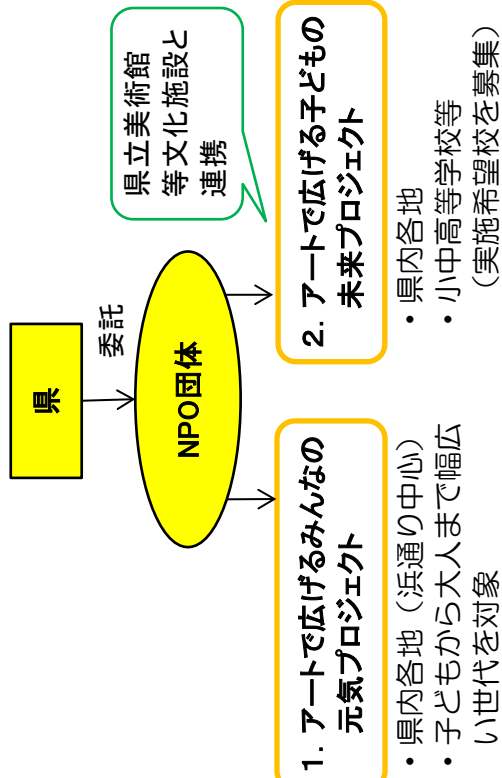 県
委託
NPO団体
県立美術館
等文化施設と
連携
1. アートで広げるみんなの
元気プロジェクト
・県内各地（浜通り中心）
・子どもから大人まで幅広
い世代を対象
2. アートで広げる子どもの
未来プロジェクト
・県内各地
・小中高等学校等
（実施希望校を募集）